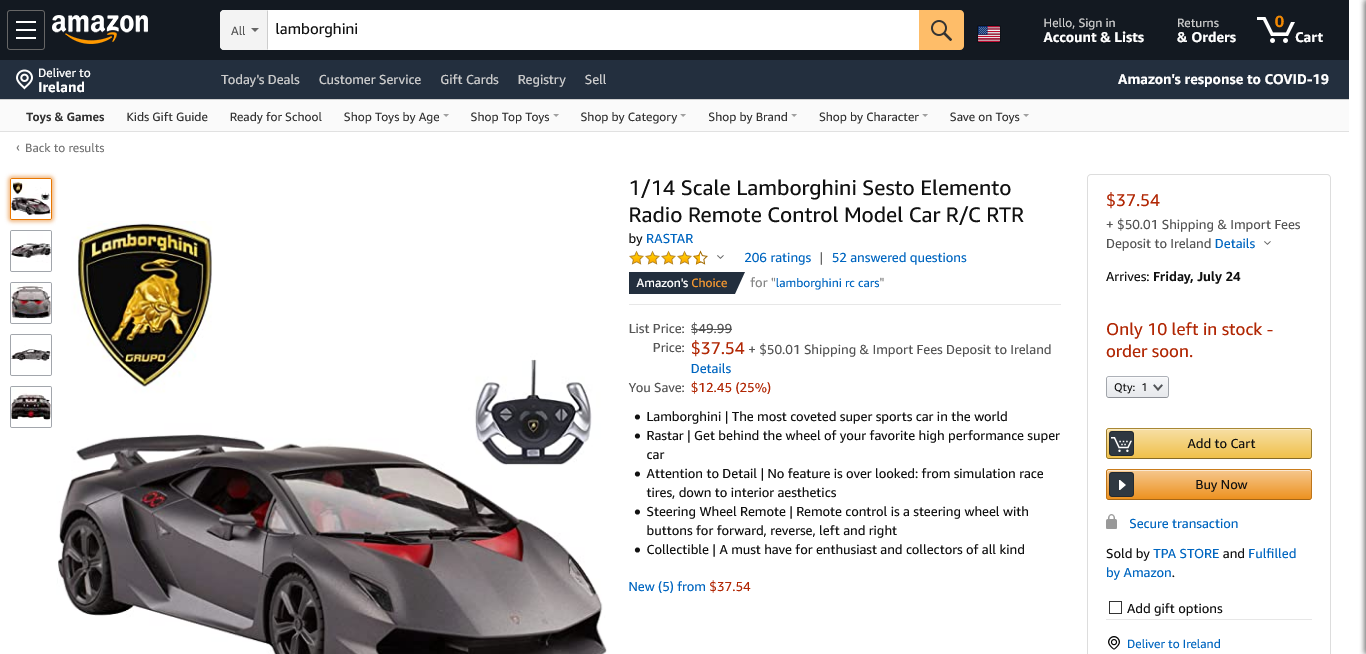 amazon
All
lamborghini
Hello, Sign in
Account & Lists
Returns
& Orders
0
Cart
Deliver to
Ireland
Today's Deals
Customer Service
Gift Cards
Registry
Sell
Amazon's response to COVID-19
Toys & Games
Kids Gift Guide
Ready for School
Shop Toys by Age
Shop Top Toys
Shop by Category
Shop by Brand
Shop by Character
Save on Toys
‹ Back to results
Lamborghini
GRUPO
1/14 Scale Lamborghini Sesto Elemento
Radio Remote Control Model Car R/C RTR
by RASTAR
206 ratings | 52 answered questions
Amazon's Choice for "lamborghini rc cars"
List Price: $49.99
Price: $37.54 + $50.01 Shipping & Import Fees Deposit to Ireland
Details
You Save: $12.45 (25%)
• Lamborghini | The most coveted super sports car in the world
• Rastar | Get behind the wheel of your favorite high performance super
car
• Attention to Detail | No feature is over looked: from simulation race
tires, down to interior aesthetics
• Steering Wheel Remote | Remote control is a steering wheel with
buttons for forward, reverse, left and right
• Collectible | A must have for enthusiast and collectors of all kind
New (5) from $37.54
$37.54
+ $50.01 Shipping & Import Fees
Deposit to Ireland Details
Arrives: Friday, July 24
Only 10 left in stock -
order soon.
Qty: 1
Add to Cart
Buy Now
Secure transaction
Sold by TPA STORE and Fulfilled
by Amazon.
Add gift options
Deliver to Ireland